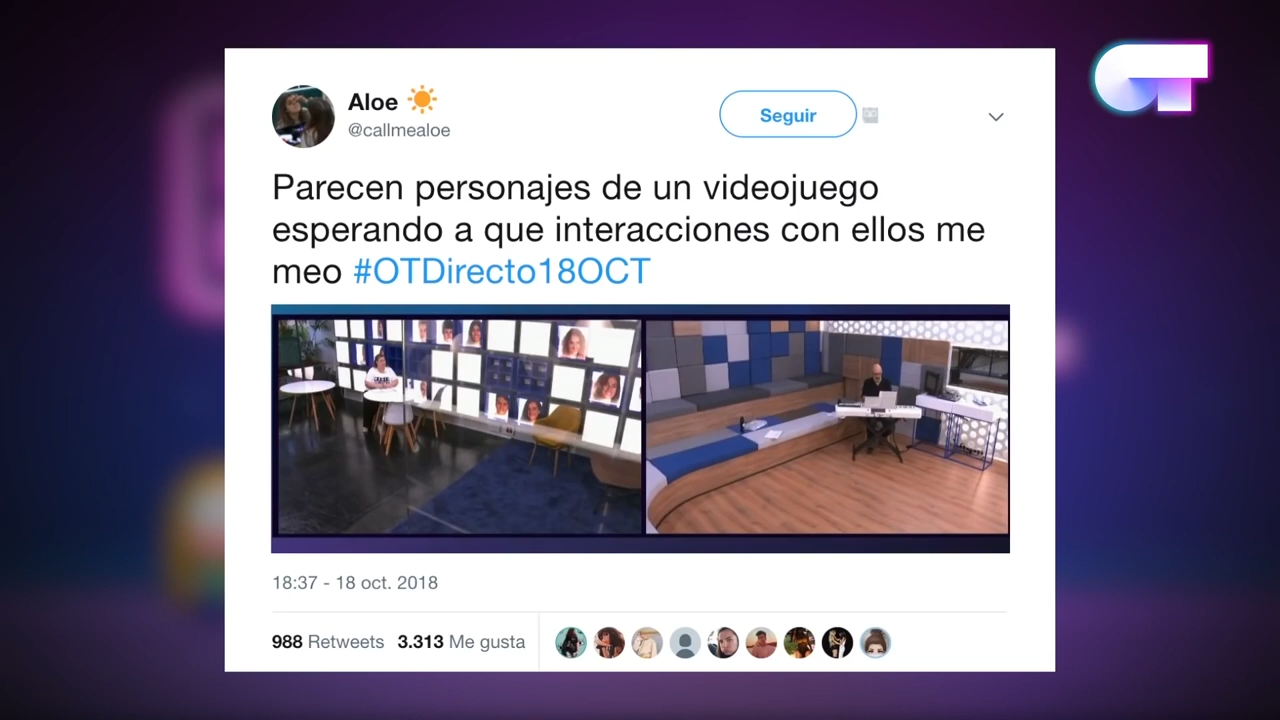 Aloe
@callmealoe
Seguir
OT
Parecen personajes de un videojuego
esperando a que interacciones con ellos me
meo #OTDirecto18OCT
18:37 - 18 oct. 2018
988 Retweets 3.313 Me gusta